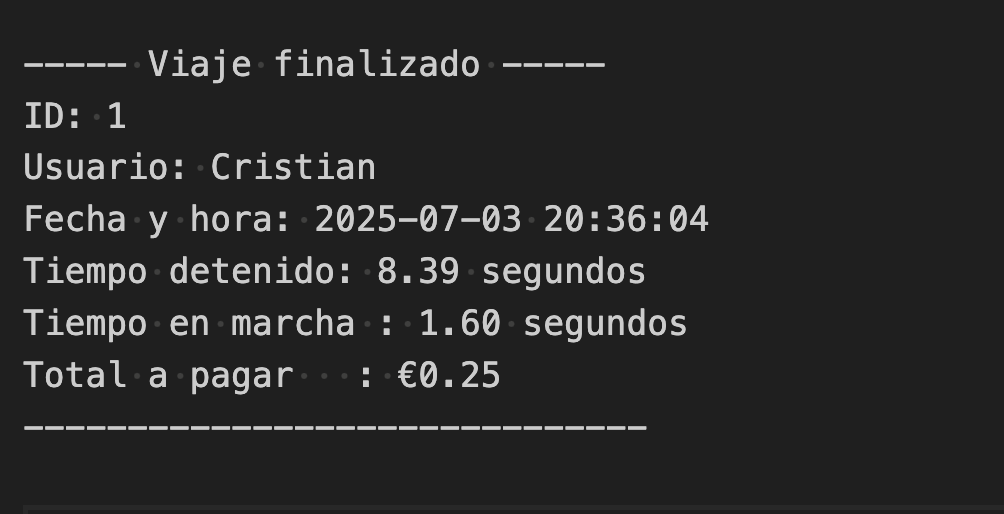 ----- Viaje finalizado -----
ID: 1
Usuario: Cristian
Fecha y hora: 2025-07-03 20:36:04
Tiempo detenido: 8.39 segundos
Tiempo en marcha : 1.60 segundos
Total a pagar   : €0.25
------------------------------